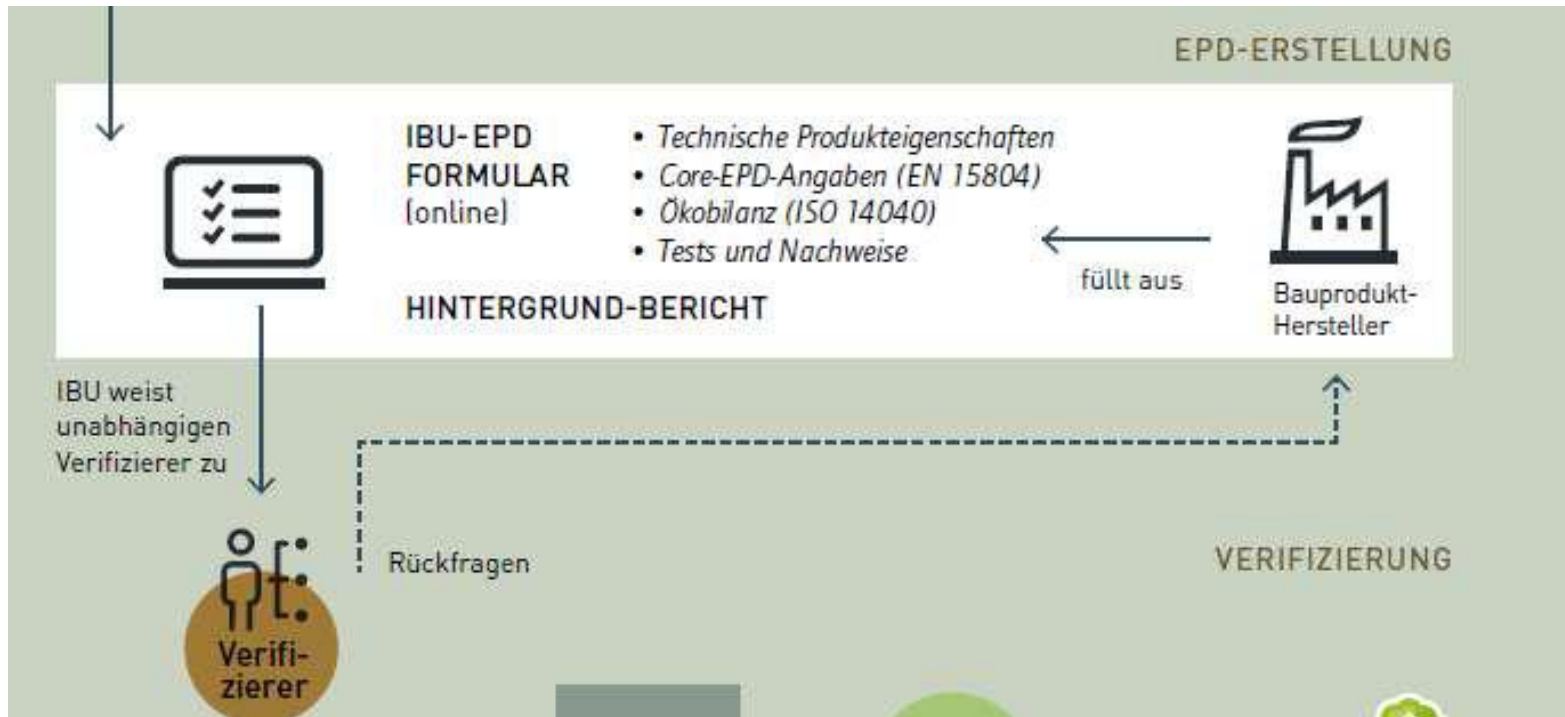 EPD-ERSTELLUNG
IBU-EPD
FORMULAR
(online)
• Technische Produkteigenschaften
• Core-EPD-Angaben (EN 15804)
• Ökobilanz (ISO 14040)
• Tests und Nachweise
HINTERGRUND-BERICHT
füllt aus
Bauprodukt-
Hersteller
IBU weist
unabhängigen
Verifizierer zu
Rückfragen
VERIFIZIERUNG
Verifi-
zierer